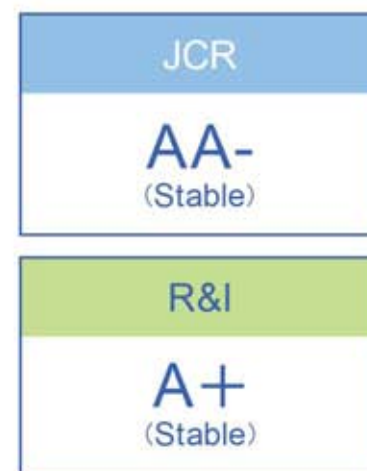 JCR
AA-
(Stable)
R&I
A+
(Stable)